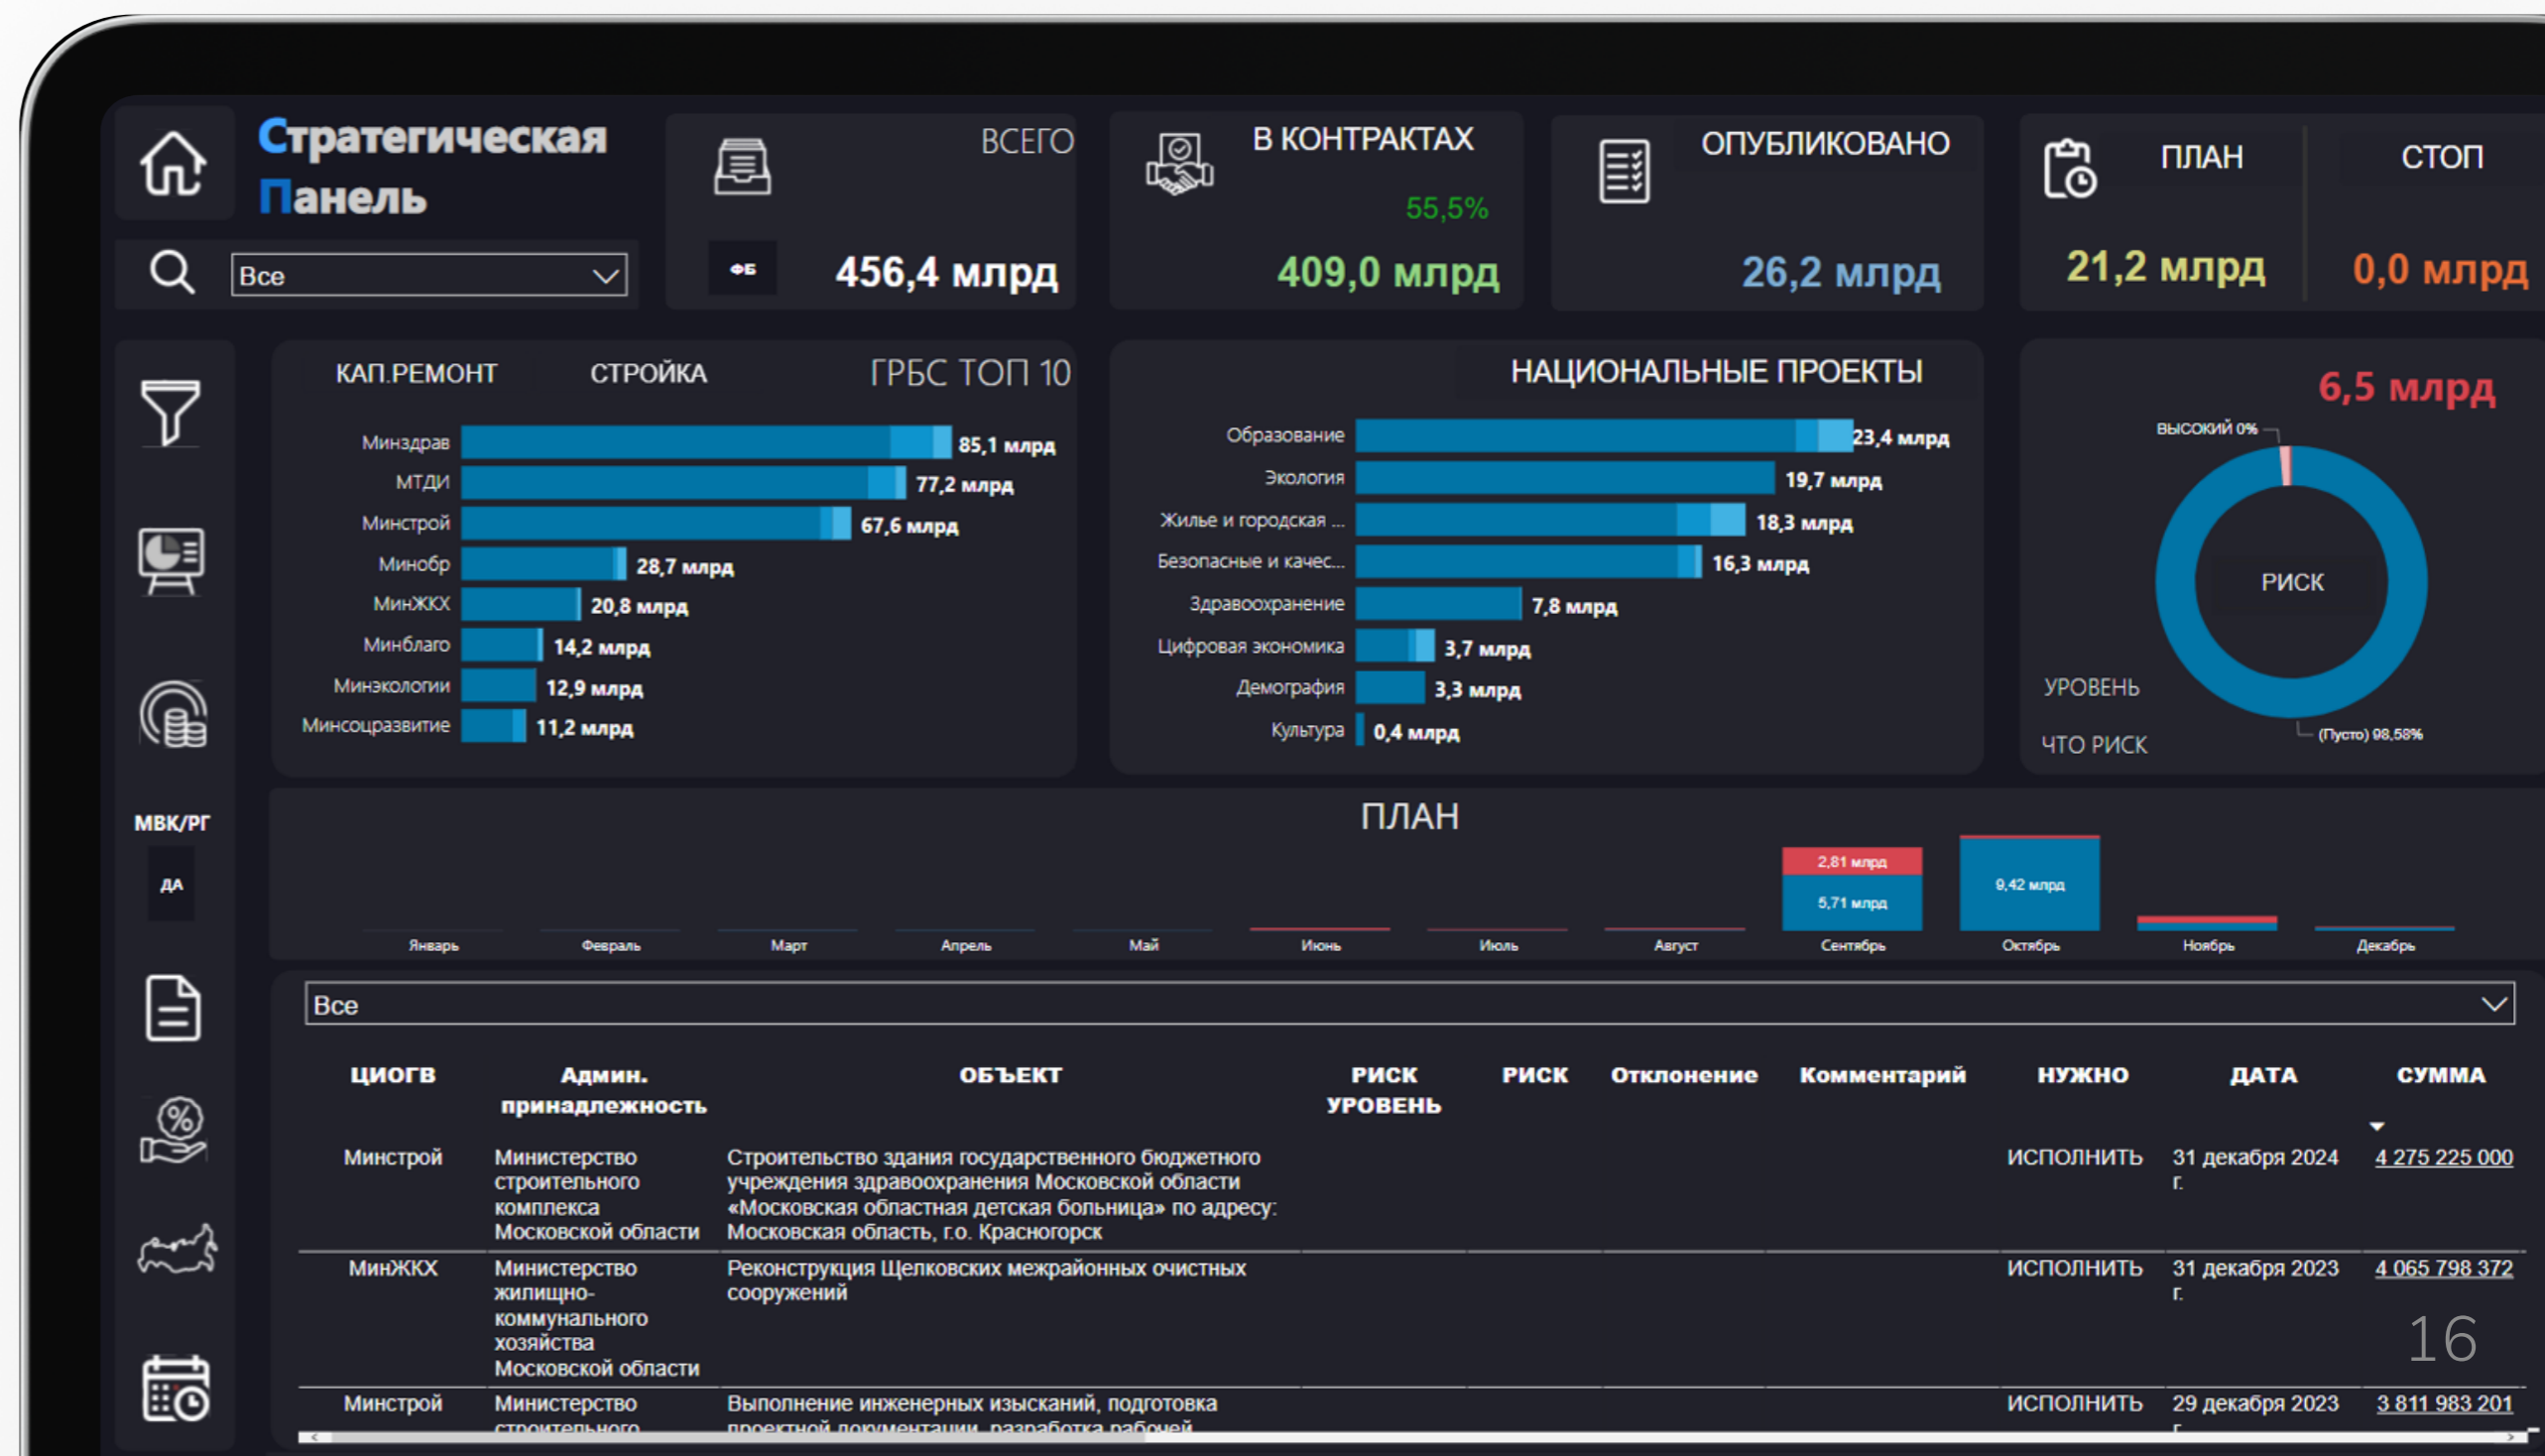 Стратегическая
Панель
Все
ВСЕГО
ФБ
456,4 млрд
В КОНТРАКТАХ
55,5%
409,0 млрд
ОПУБЛИКОВАНО
26,2 млрд
ПЛАН
21,2 млрд
СТОП
0,0 млрд
КАП.РЕМОНТ
СТРОЙКА
ГРБС ТОП 10
Минздрав 85,1 млрд
МТДИ 77,2 млрд
Минстрой 67,6 млрд
Минобр 28,7 млрд
МинЖКХ 20,8 млрд
Минблаго 14,2 млрд
Минэкологии 12,9 млрд
Минсоцразвитие 11,2 млрд
НАЦИОНАЛЬНЫЕ ПРОЕКТЫ
Образование 23,4 млрд
Экология 19,7 млрд
Жилье и городская ... 18,3 млрд
Безопасные и качес... 16,3 млрд
Здравоохранение 7,8 млрд
Цифровая экономика 3,7 млрд
Демография 3,3 млрд
Культура 0,4 млрд
6,5 млрд
ВЫСОКИЙ 0%
РИСК
УРОВЕНЬ
(Пусто) 98,58%
ЧТО РИСК
МВК/РГ
ДА
ПЛАН
2,81 млрд
5,71 млрд
9,42 млрд
Январь Февраль Март Апрель Май Июнь Июль Август Сентябрь Октябрь Ноябрь Декабрь
Все
ЦИОГВ
Админ.
принадлежность
ОБЪЕКТ
РИСК
УРОВЕНЬ
РИСК
Отклонение
Комментарий
НУЖНО
ДАТА
СУММА
Минстрой
Министерство
строительного
комплекса
Московской области
Строительство здания государственного бюджетного
учреждения здравоохранения Московской области
«Московская областная детская больница» по адресу:
Московская область, г.о. Красногорск
ИСПОЛНИТЬ
31 декабря 2024
г.
4 275 225 000
МинЖКХ
Министерство
жилищно-
коммунального
хозяйства
Московской области
Реконструкция Щелковских межрайонных очистных
сооружений
ИСПОЛНИТЬ
31 декабря 2023
г.
4 065 798 372
16
Минстрой
Министерство
строительного
Выполнение инженерных изысканий, подготовка
проектной документации, разработка рабочей
ИСПОЛНИТЬ
29 декабря 2023
г.
3 811 983 201